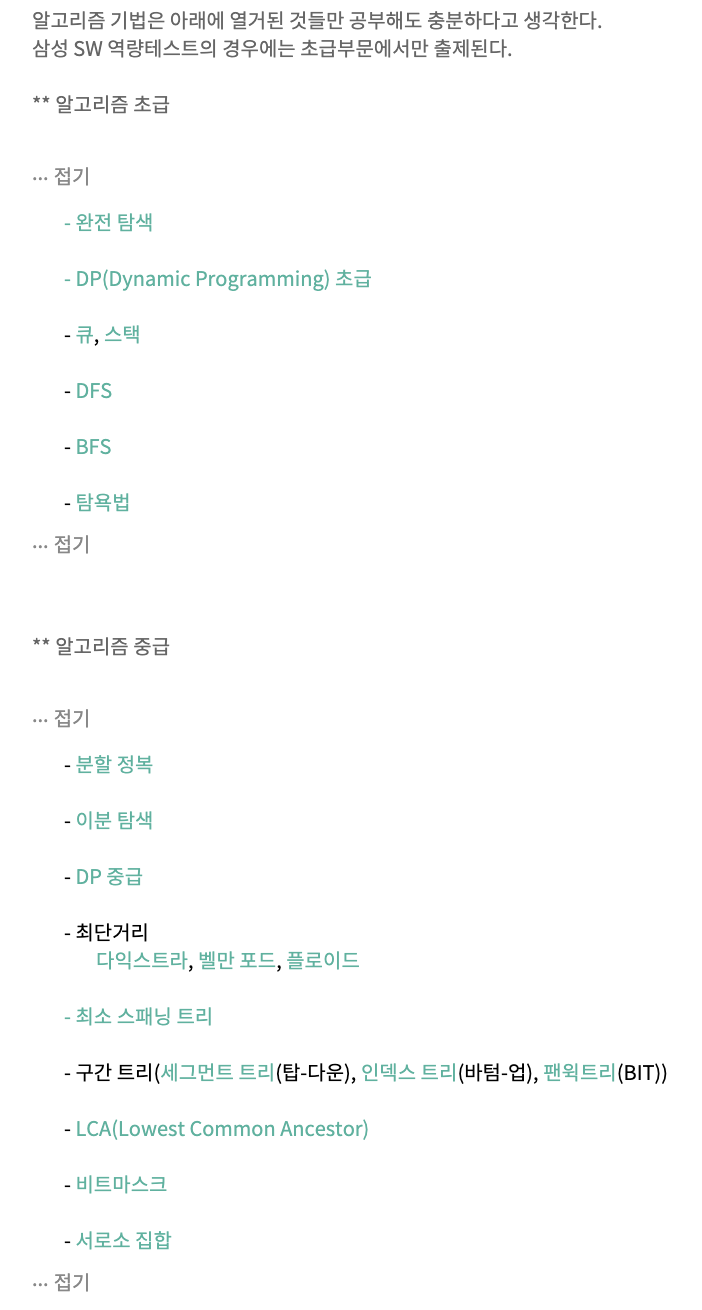 알고리즘 기법은 아래에 열거된 것들만 공부해도 충분하다고 생각한다.
삼성 SW 역량테스트의 경우에는 초급부문에서만 출제된다.
** 알고리즘 초급
... 접기
- 완전 탐색
- DP(Dynamic Programming) 초급
- 큐, 스택
- DFS
- BFS
- 탐욕법
... 접기
** 알고리즘 중급
... 접기
- 분할 정복
- 이분 탐색
- DP 중급
- 최단거리
다익스트라, 벨만 포드, 플로이드
- 최소 스패닝 트리
- 구간 트리(세그먼트 트리(탑-다운), 인덱스 트리(바텀-업), 팬윅트리(BIT))
- LCA(Lowest Common Ancestor)
- 비트마스크
- 서로소 집합
... 접기